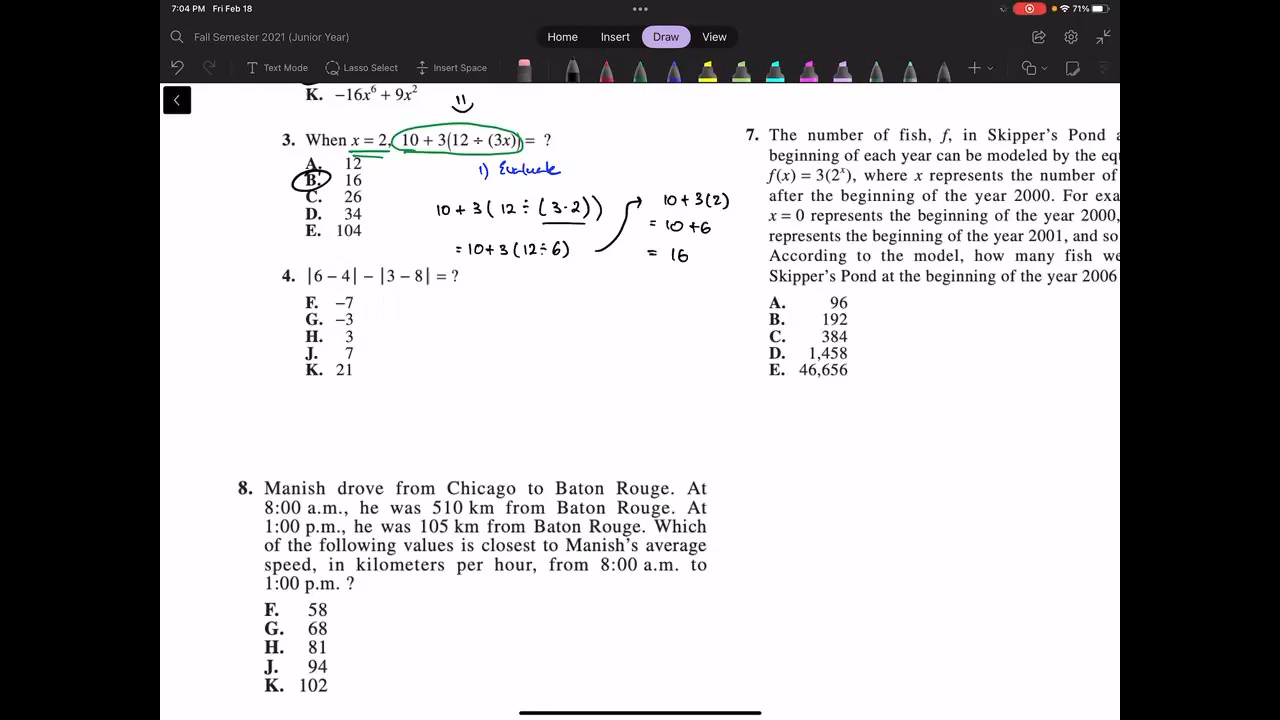 7:04 PM Fri Feb 18
71%
Fall Semester 2021 (Junior Year)
Home Insert Draw View
Text Mode Lasso Select Insert Space
K. −16x⁶ + 9x²
3. When x = 2, 10 + 3(12 ÷ (3x)) = ?
A. 12
B. 16
C. 26
D. 34
E. 104
1) Evaluate
10 + 3 ( 12 ÷ (3·2))
= 10 + 3 (12 ÷ 6)
10 + 3 (2)
= 10 + 6
= 16
4. |6 − 4| − |3 − 8| = ?
F. −7
G. −3
H. 3
J. 7
K. 21
8. Manish drove from Chicago to Baton Rouge. At
8:00 a.m., he was 510 km from Baton Rouge. At
1:00 p.m., he was 105 km from Baton Rouge. Which
of the following values is closest to Manish's average
speed, in kilometers per hour, from 8:00 a.m. to
1:00 p.m. ?
F. 58
G. 68
H. 81
J. 94
K. 102
7. The number of fish, f, in Skipper's Pond a
beginning of each year can be modeled by the equ
f(x) = 3(2ˣ), where x represents the number of
after the beginning of the year 2000. For exa
x = 0 represents the beginning of the year 2000,
represents the beginning of the year 2001, and so
According to the model, how many fish we
Skipper's Pond at the beginning of the year 2006
A. 96
B. 192
C. 384
D. 1,458
E. 46,656